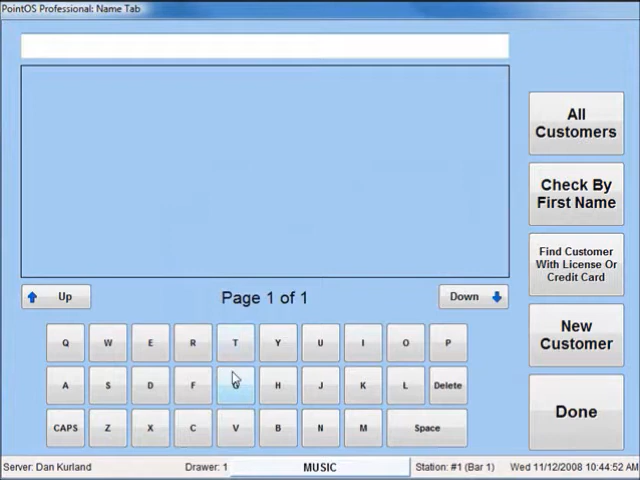 PointOS Professional: Name Tab
All
Customers
Check By
First Name
Find Customer
With License Or
Credit Card
Up
Page 1 of 1
Down
New
Customer
Q W E R T Y U I O P
A S D F G H J K L Delete
CAPS Z X C V B N M Space
Done
Server: Dan Kurland Drawer: 1 MUSIC Station: #1 (Bar 1) Wed 11/12/2008 10:44:52 AM